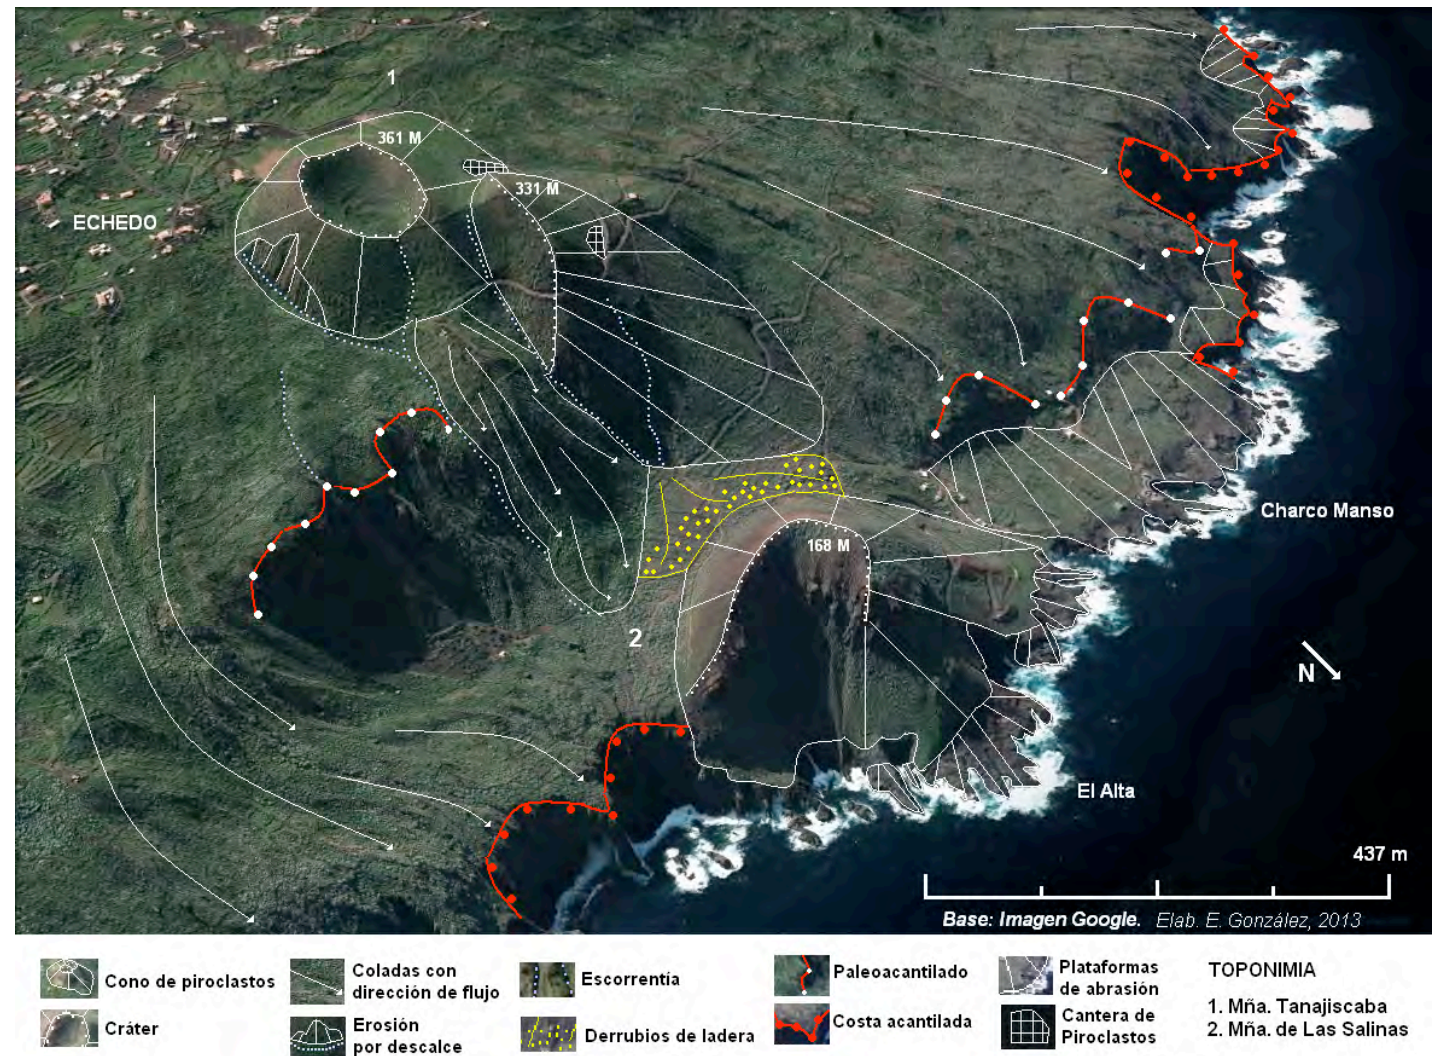 1
361 M
331 M
ECHEDO
Charco Manso
168 M
2
N
El Alta
437 m
Base: Imagen Google. Elab. E. González, 2013
Cono de piroclastos
Cráter
Coladas con
dirección de flujo
Erosión
por descalce
Escorrentía
Derrubios de ladera
Paleoacantilado
Costa acantilada
Plataformas
de abrasión
Cantera de
Piroclastos
TOPONIMIA
1. Mña. Tanajiscaba
2. Mña. de Las Salinas